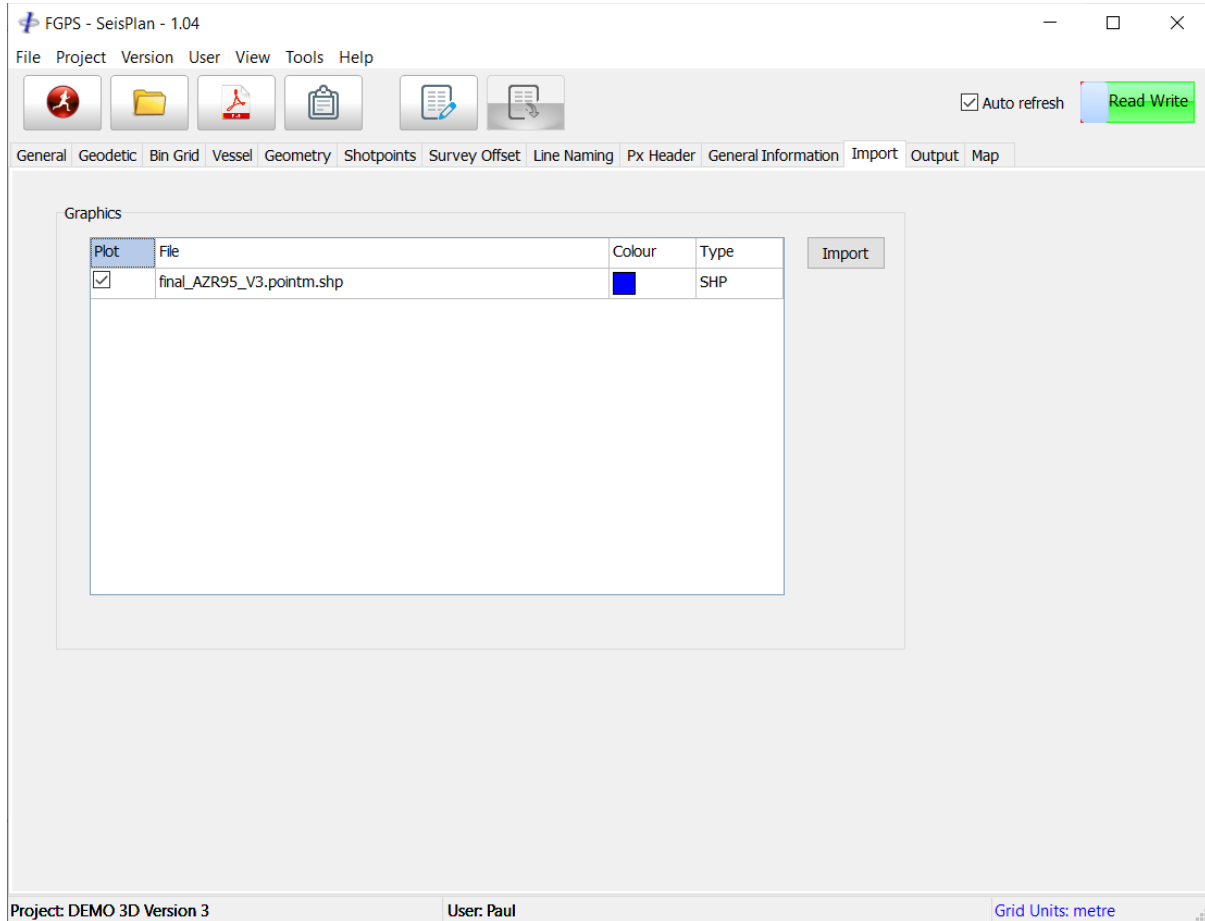 FGPS - SeisPlan - 1.04
File Project Version User View Tools Help
Auto refresh
Read Write
General Geodetic Bin Grid Vessel Geometry Shotpoints Survey Offset Line Naming Px Header General Information Import Output Map
Graphics
Plot File Colour Type
Import
final_AZR95_V3.pointm.shp SHP
Project: DEMO 3D Version 3 User: Paul Grid Units: metre